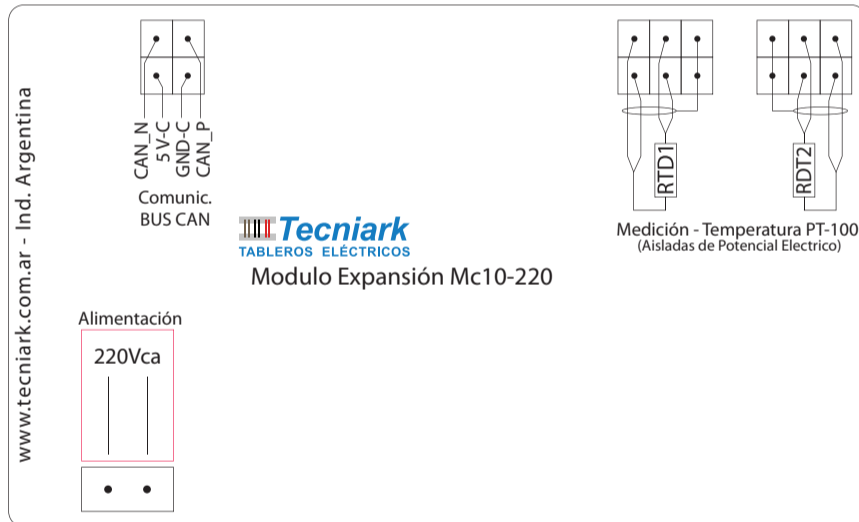 www.tecniark.com.ar - Ind. Argentina
CAN_N
5 V-C
GND-C
CAN_P
Comunic.
BUS CAN
Tecniark
TABLEROS ELÉCTRICOS
Modulo Expansión Mc10-220
RTD1
RDT2
Medición - Temperatura PT-100
(Aisladas de Potencial Electrico)
Alimentación
220Vca